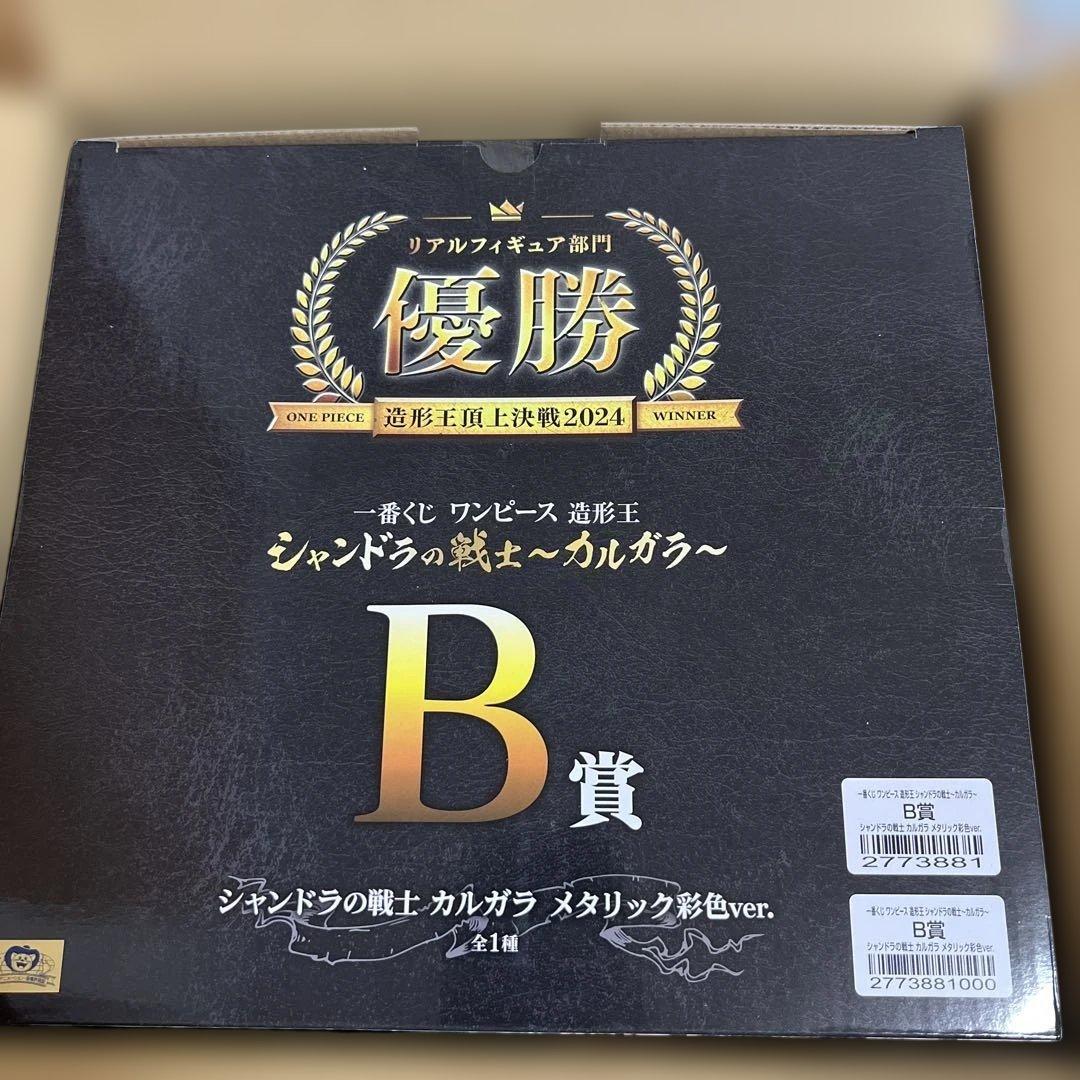 リアルフィギュア部門
優勝
ONE PIECE 造形王頂上決戦2024 WINNER
一番くじ ワンピース 造形王
シャンドラの戦士～カルガラ～
B賞
シャンドラの戦士 カルガラ メタリック彩色ver.
全1種
一番くじ ワンピース 造形王 シャンドラの戦士～カルガラ～
B賞
シャンドラの戦士 カルガラ メタリック彩色ver.
2773881
一番くじ ワンピース 造形王 シャンドラの戦士～カルガラ～
B賞
シャンドラの戦士 カルガラ メタリック彩色ver.
2773881000